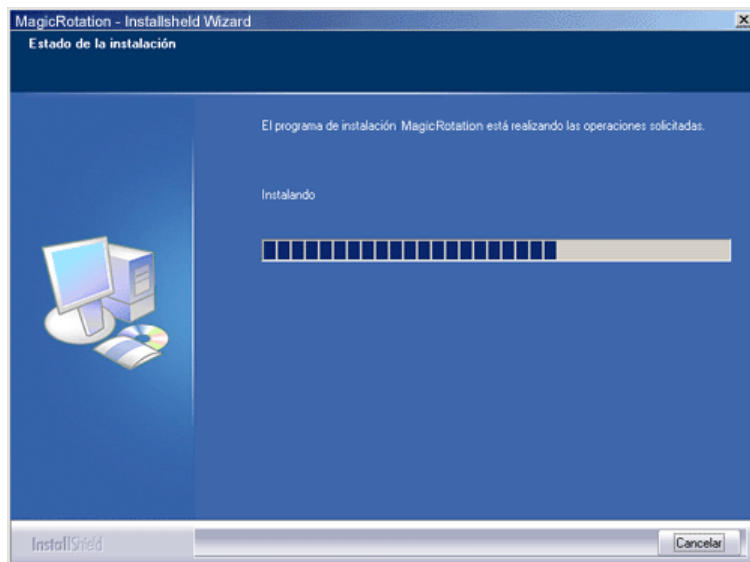 MagicRotation - Installsheld Wizard
Estado de la instalación
El programa de instalación MagicRotation está realizando las operaciones solicitadas.
Instalando
InstallShield
Cancelar